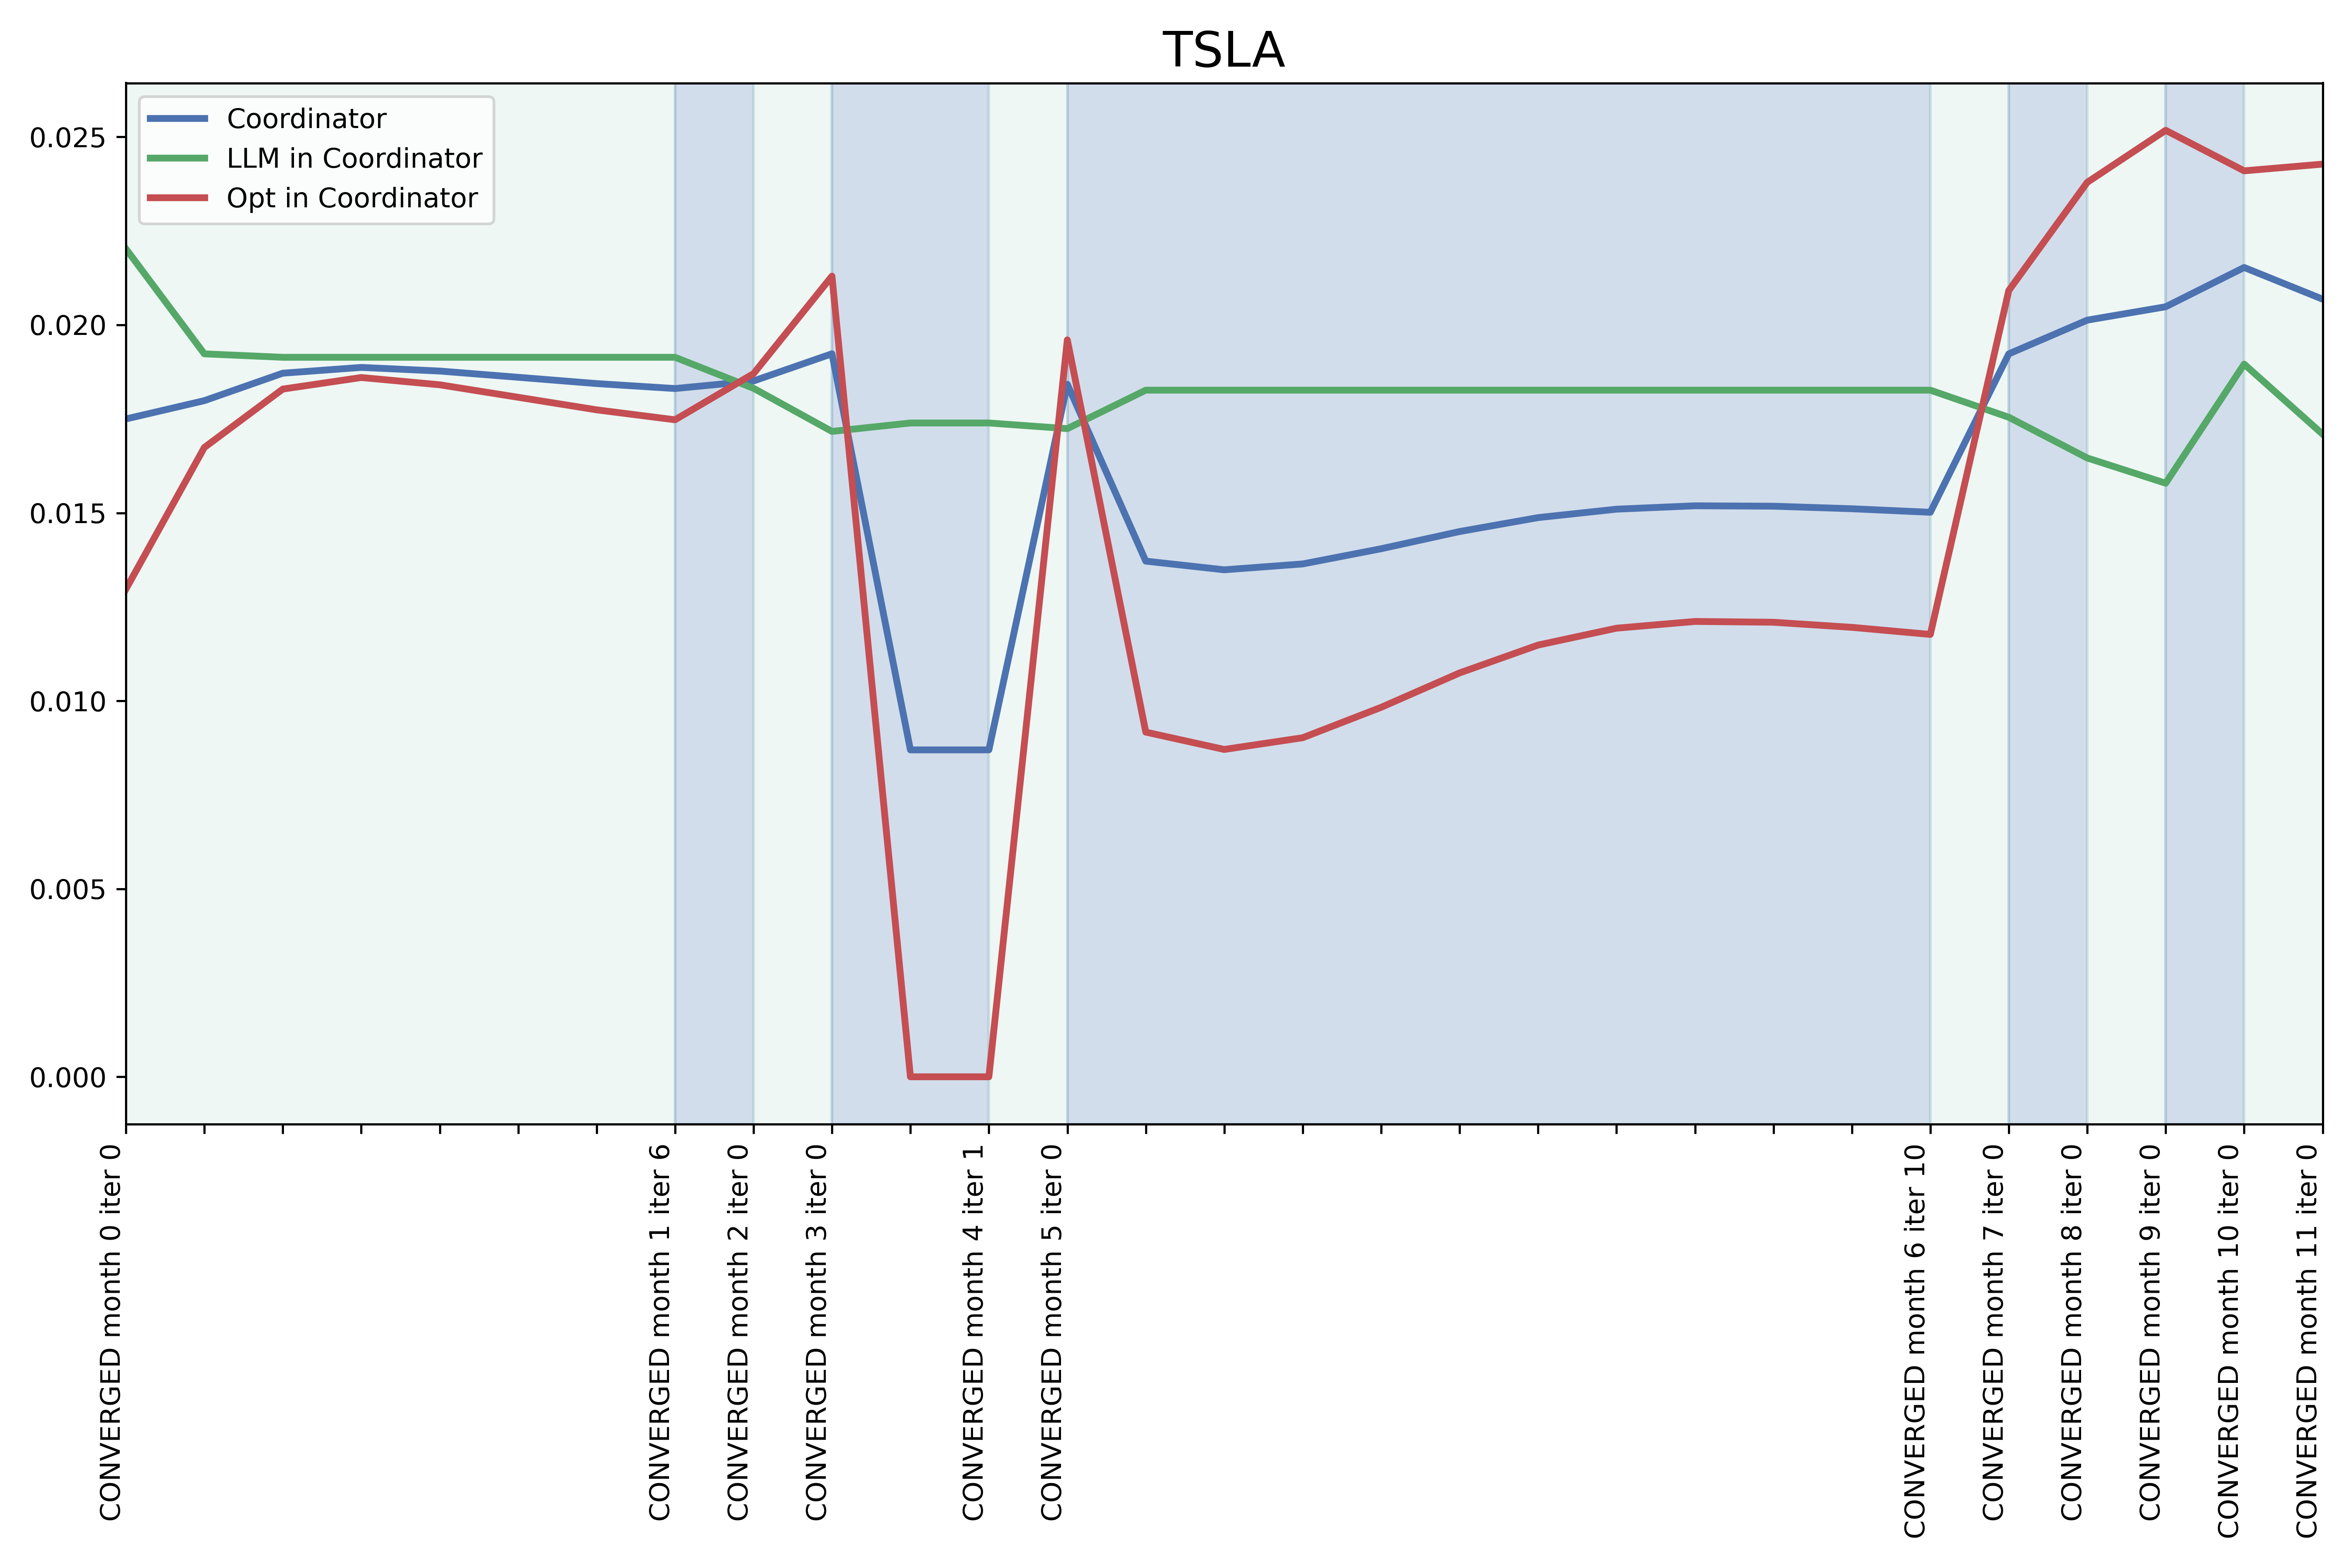 TSLA
Coordinator
LLM in Coordinator
Opt in Coordinator
0.025
0.020
0.015
0.010
0.005
0.000
CONVERGED month 0 iter 0
CONVERGED month 1 iter 6
CONVERGED month 2 iter 0
CONVERGED month 3 iter 0
CONVERGED month 4 iter 1
CONVERGED month 5 iter 0
CONVERGED month 6 iter 10
CONVERGED month 7 iter 0
CONVERGED month 8 iter 0
CONVERGED month 9 iter 0
CONVERGED month 10 iter 0
CONVERGED month 11 iter 0